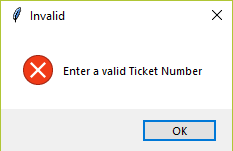 Invalid
Enter a valid Ticket Number
OK